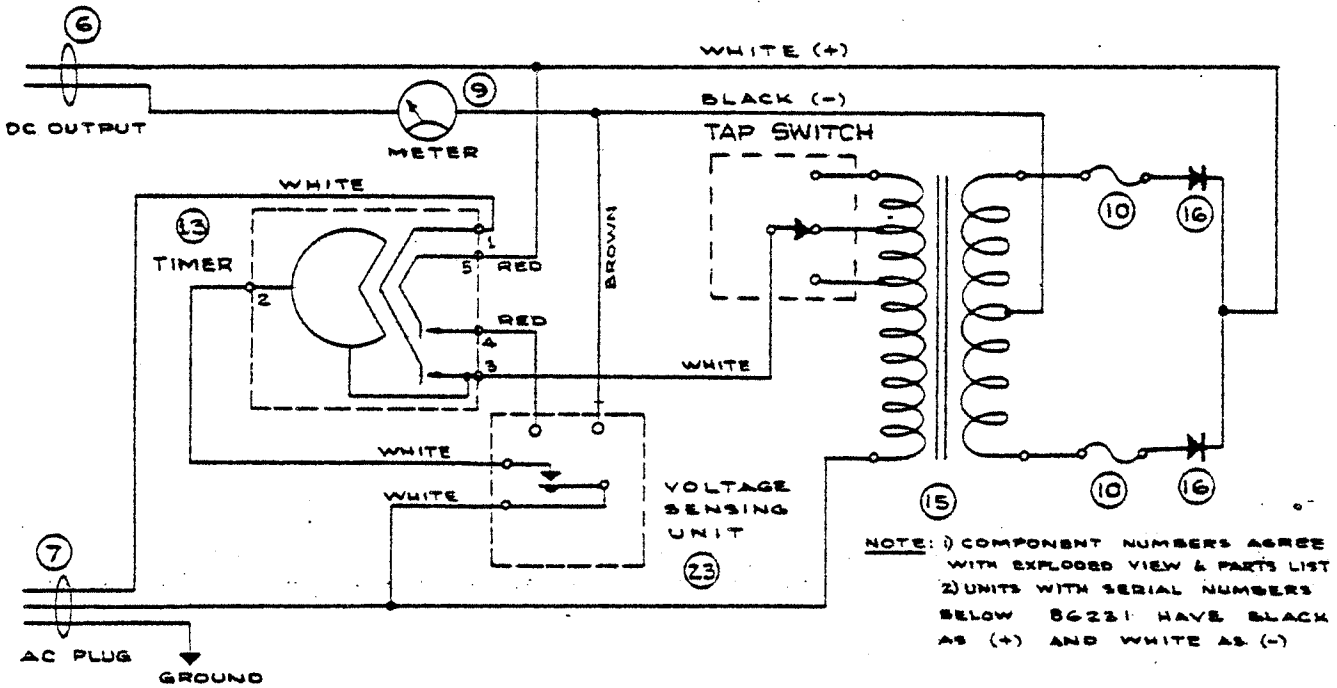 6
WHITE (+)
9
BLACK (-)
DC OUTPUT
TAP SWITCH
METER
WHITE
10
16
13
1
BROWN
TIMER
5 RED
2
RED
4
3
WHITE
WHITE
WHITE
VOLTAGE
SENSING
UNIT
15
10
16
23
7
NOTE: 1) COMPONENT NUMBERS AGREE
WITH EXPLODED VIEW & PARTS LIST
2) UNITS WITH SERIAL NUMBERS
BELOW 86231 HAVE BLACK
AS (+) AND WHITE AS (-)
AC PLUG
GROUND